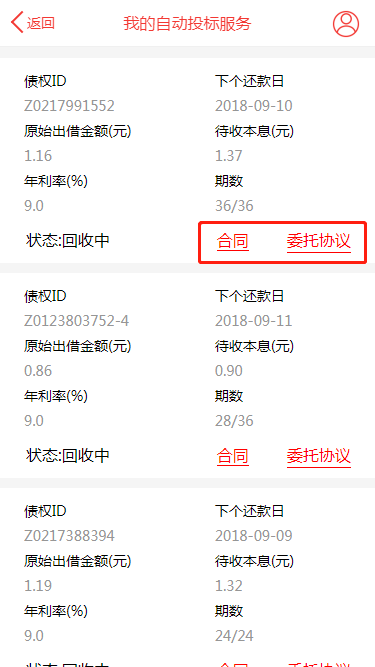 返回 我的自动投标服务
债权ID 下个还款日
Z0217991552 2018-09-10
原始出借金额(元) 待收本息(元)
1.16 1.37
年利率(%) 期数
9.0 36/36
状态:回收中 合同 委托协议
债权ID 下个还款日
Z0123803752-4 2018-09-11
原始出借金额(元) 待收本息(元)
0.86 0.90
年利率(%) 期数
9.0 28/36
状态:回收中 合同 委托协议
债权ID 下个还款日
Z0217388394 2018-09-09
原始出借金额(元) 待收本息(元)
1.19 1.32
年利率(%) 期数
9.0 24/24